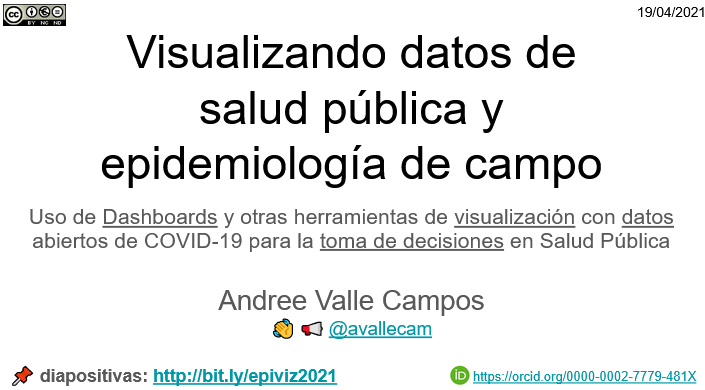 BY NC ND
19/04/2021
Visualizando datos de
salud pública y
epidemiología de campo
Uso de Dashboards y otras herramientas de visualización con datos
abiertos de COVID-19 para la toma de decisiones en Salud Pública
Andree Valle Campos
@avallecam
diapositivas: http://bit.ly/epiviz2021
iD https://orcid.org/0000-0002-7779-481X